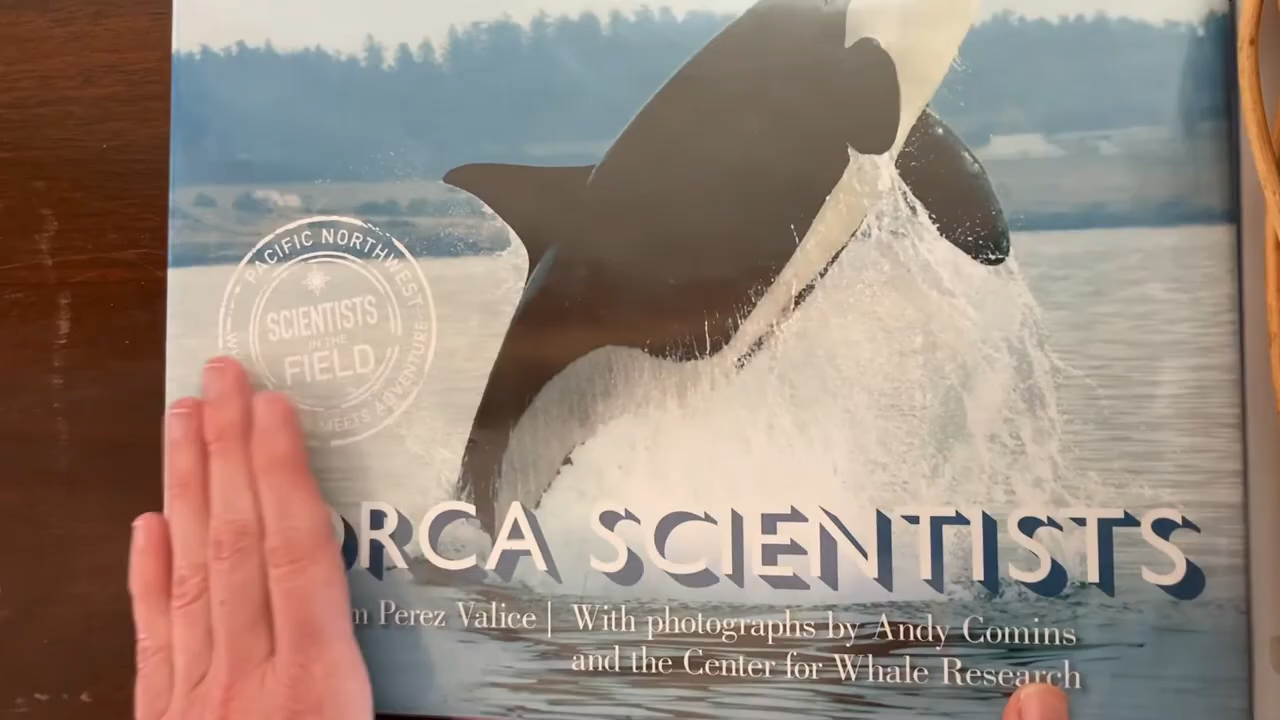 PACIFIC NORTHWEST
SCIENTISTS
IN THE
FIELD
MEETS ADVENTURE
ORCA SCIENTISTS
Perez Valice | With photographs by Andy Comins
and the Center for Whale Research